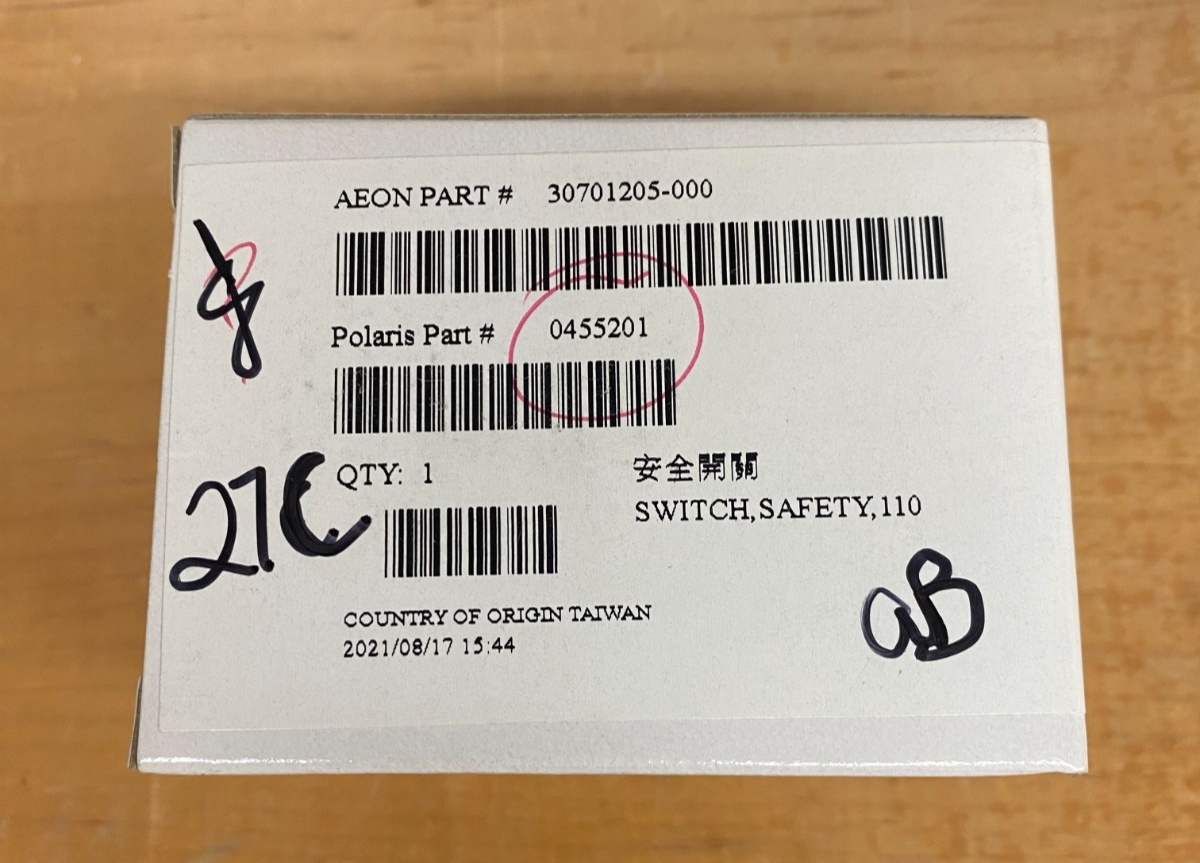 AEON PART # 30701205-000
Polaris Part # 0455201
QTY: 1
安全開關
SWITCH,SAFETY,110
27C
COUNTRY OF ORIGIN TAIWAN
2021/08/17 15:44
aB